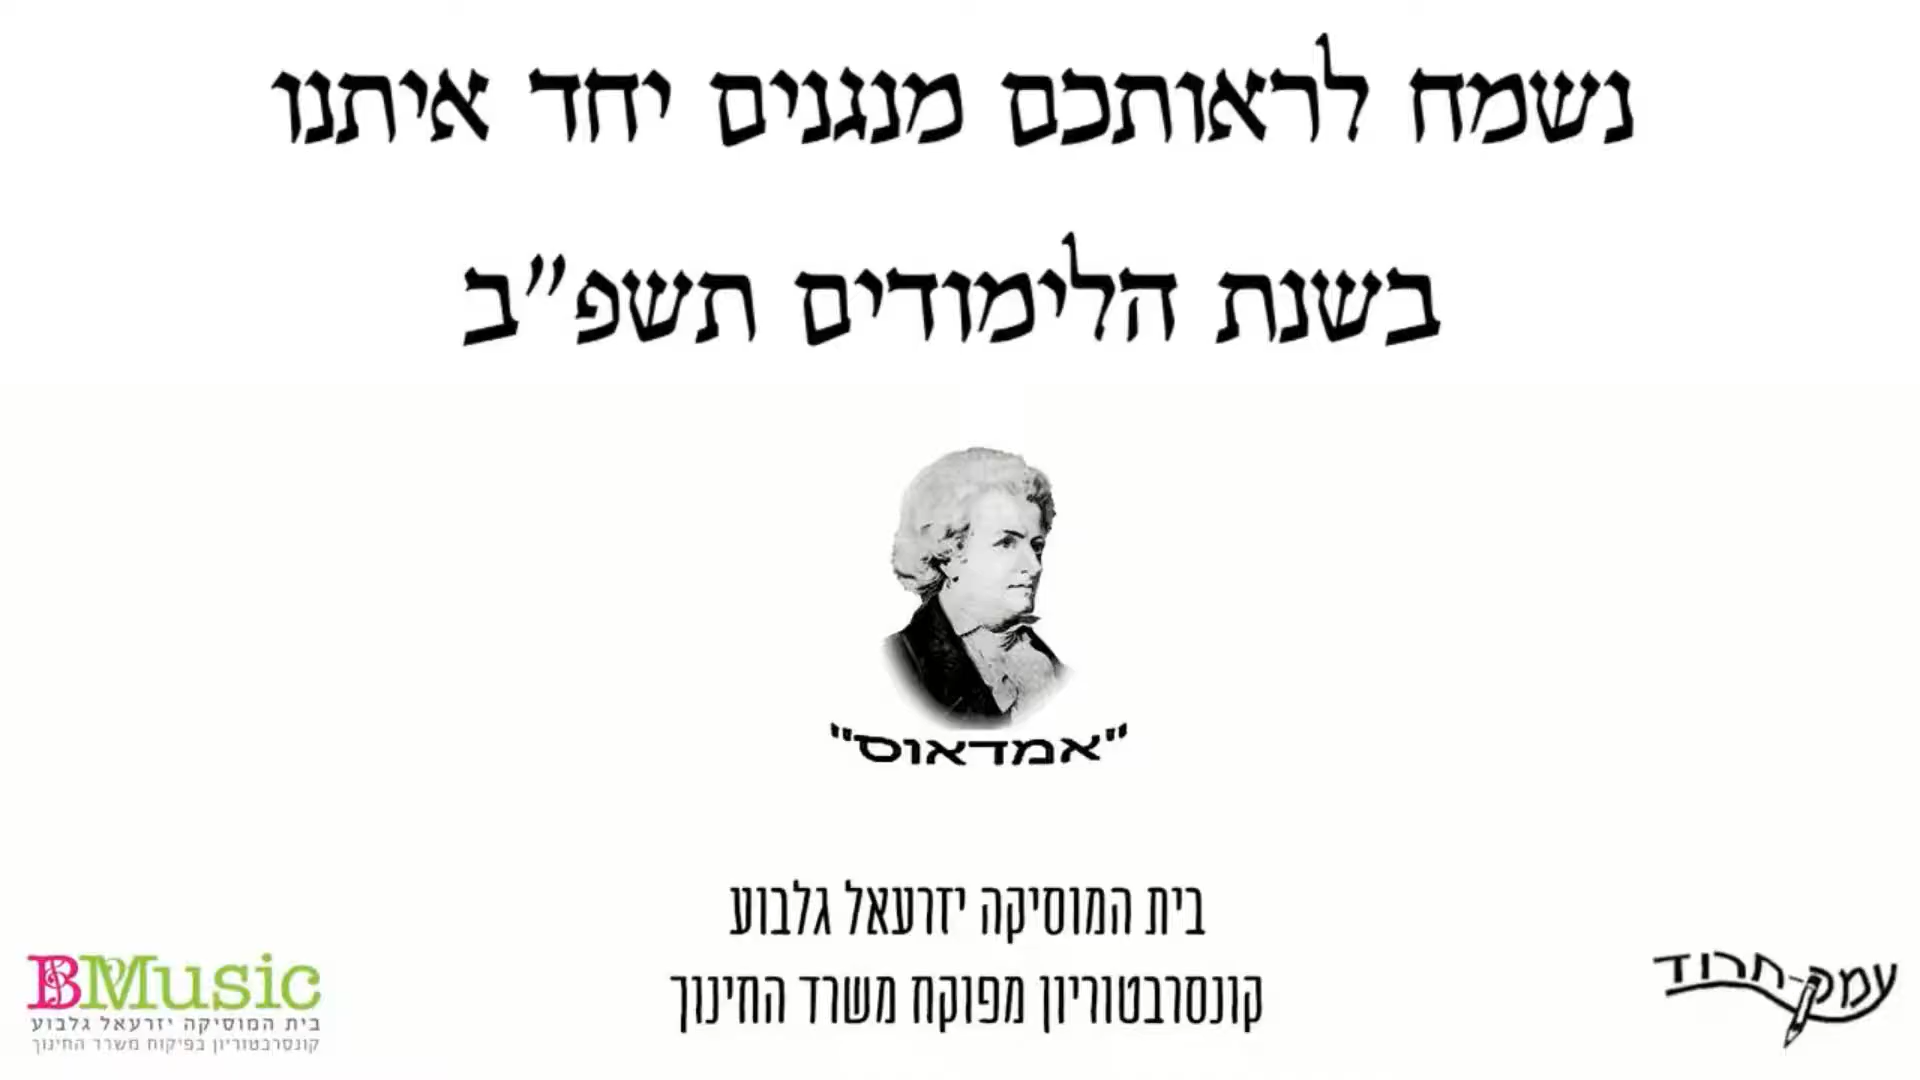 נשמח לראותכם מנגנים יחד איתנו
בשנת הלימודים תשפ״ב
"אמדאוס"
בית המוסיקה יזרעאל גלבוע
קונסרבטוריון מפוקח משרד החינוך
BMusic
בית המוסיקה יזרעאל גלבוע
קונסרבטוריון בפיקוח משרד החינוך
עמק-חרוד